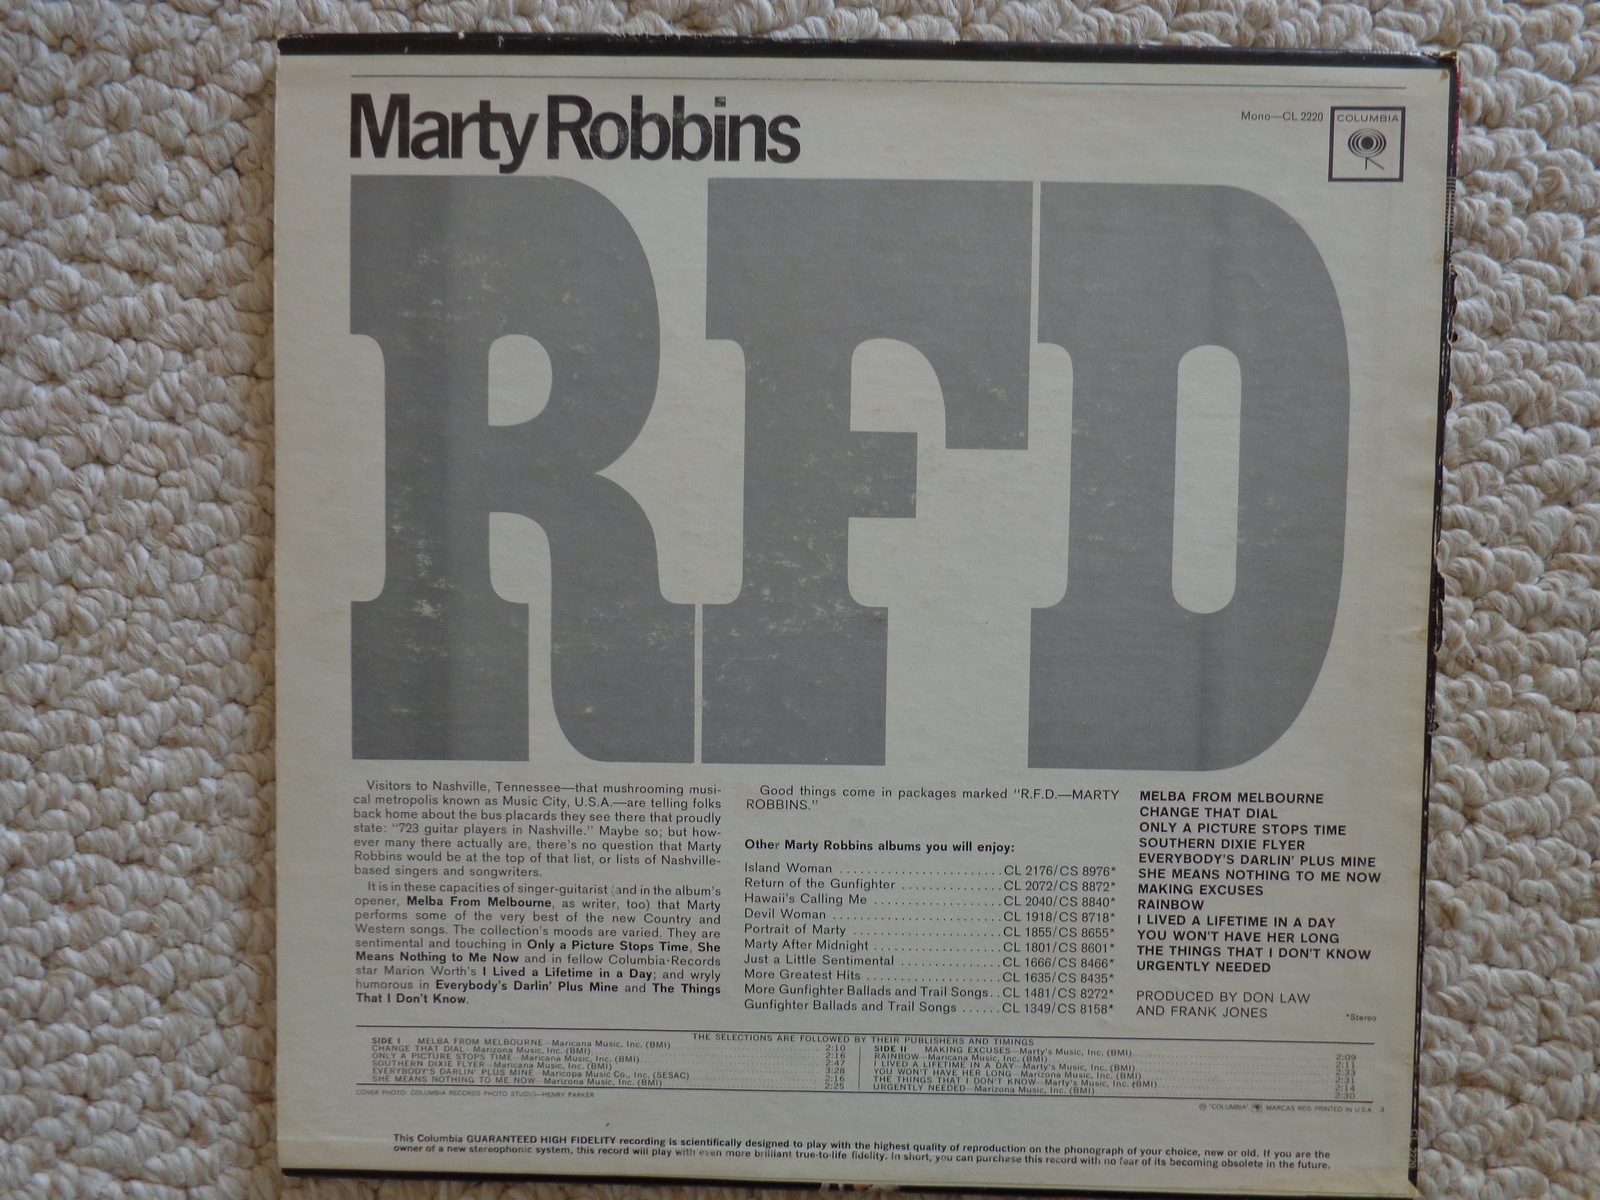 Marty Robbins
Mono—CL 2220
COLUMBIA
RFD
Visitors to Nashville, Tennessee—that mushrooming musi-
cal metropolis known as Music City, U.S.A.—are telling folks
back home about the bus placards they see there that proudly
state: "723 guitar players in Nashville." Maybe so; but how-
ever many there actually are, there's no question that Marty
Robbins would be at the top of that list, or lists of Nashville-
based singers and songwriters.
It is in these capacities of singer-guitarist (and in the album's
opener, Melba From Melbourne, as writer, too) that Marty
performs some of the very best of the new Country and
Western songs. The collection's moods are varied. They are
sentimental and touching in Only a Picture Stops Time, She
Means Nothing to Me Now and in fellow Columbia-Records
star Marion Worth's I Lived a Lifetime in a Day; and wryly
humorous in Everybody's Darlin' Plus Mine and The Things
That I Don't Know.
Good things come in packages marked "R.F.D.—MARTY
ROBBINS."
Other Marty Robbins albums you will enjoy:
Island Woman ........................ CL 2176/CS 8976*
Return of the Gunfighter ............ CL 2072/CS 8872*
Hawaii's Calling Me ................. CL 2040/CS 8840*
Devil Woman ......................... CL 1918/CS 8718*
Portrait of Marty ................... CL 1855/CS 8655*
Marty After Midnight ................ CL 1801/CS 8601*
Just a Little Sentimental ........... CL 1666/CS 8466*
More Greatest Hits .................. CL 1635/CS 8435*
More Gunfighter Ballads and Trail Songs.. CL 1481/CS 8272*
Gunfighter Ballads and Trail Songs ...... CL 1349/CS 8158*
MELBA FROM MELBOURNE
CHANGE THAT DIAL
ONLY A PICTURE STOPS TIME
SOUTHERN DIXIE FLYER
EVERYBODY'S DARLIN' PLUS MINE
SHE MEANS NOTHING TO ME NOW
MAKING EXCUSES
RAINBOW
I LIVED A LIFETIME IN A DAY
YOU WON'T HAVE HER LONG
THE THINGS THAT I DON'T KNOW
URGENTLY NEEDED
PRODUCED BY DON LAW
AND FRANK JONES
*Stereo
THE SELECTIONS ARE FOLLOWED BY THEIR PUBLISHERS AND TIMINGS
SIDE I MELBA FROM MELBOURNE—Maricana Music, Inc. (BMI) 2:10
CHANGE THAT DIAL—Marizona Music, Inc. (BMI) 2:16
ONLY A PICTURE STOPS TIME—Maricana Music, Inc. (BMI) 2:47
SOUTHERN DIXIE FLYER—Maricana Music, Inc. (BMI) 3:28
EVERYBODY'S DARLIN' PLUS MINE—Maricopa Music Co., Inc. (SESAC) 2:16
SHE MEANS NOTHING TO ME NOW—Marizona Music, Inc. (BMI) 2:25
SIDE II MAKING EXCUSES—Marty's Music, Inc. (BMI) 2:09
RAINBOW—Maricana Music, Inc. (BMI) 2:11
I LIVED A LIFETIME IN A DAY—Marty's Music, Inc. (BMI) 2:33
YOU WON'T HAVE HER LONG—Marizona Music, Inc. (BMI) 2:31
THE THINGS THAT I DON'T KNOW—Marty's Music, Inc. (BMI) 2:14
URGENTLY NEEDED—Marizona Music, Inc. (BMI) 2:30
COVER PHOTO: COLUMBIA RECORDS PHOTO STUDIO—HENRY PARKER
"COLUMBIA", MARCAS REG. PRINTED IN U.S.A. 3
This Columbia GUARANTEED HIGH FIDELITY recording is scientifically designed to play with the highest quality of reproduction on the phonograph of your choice, new or old. If you are the
owner of a new stereophonic system, this record will play with even more brilliant true-to-life fidelity. In short, you can purchase this record with no fear of its becoming obsolete in the future.